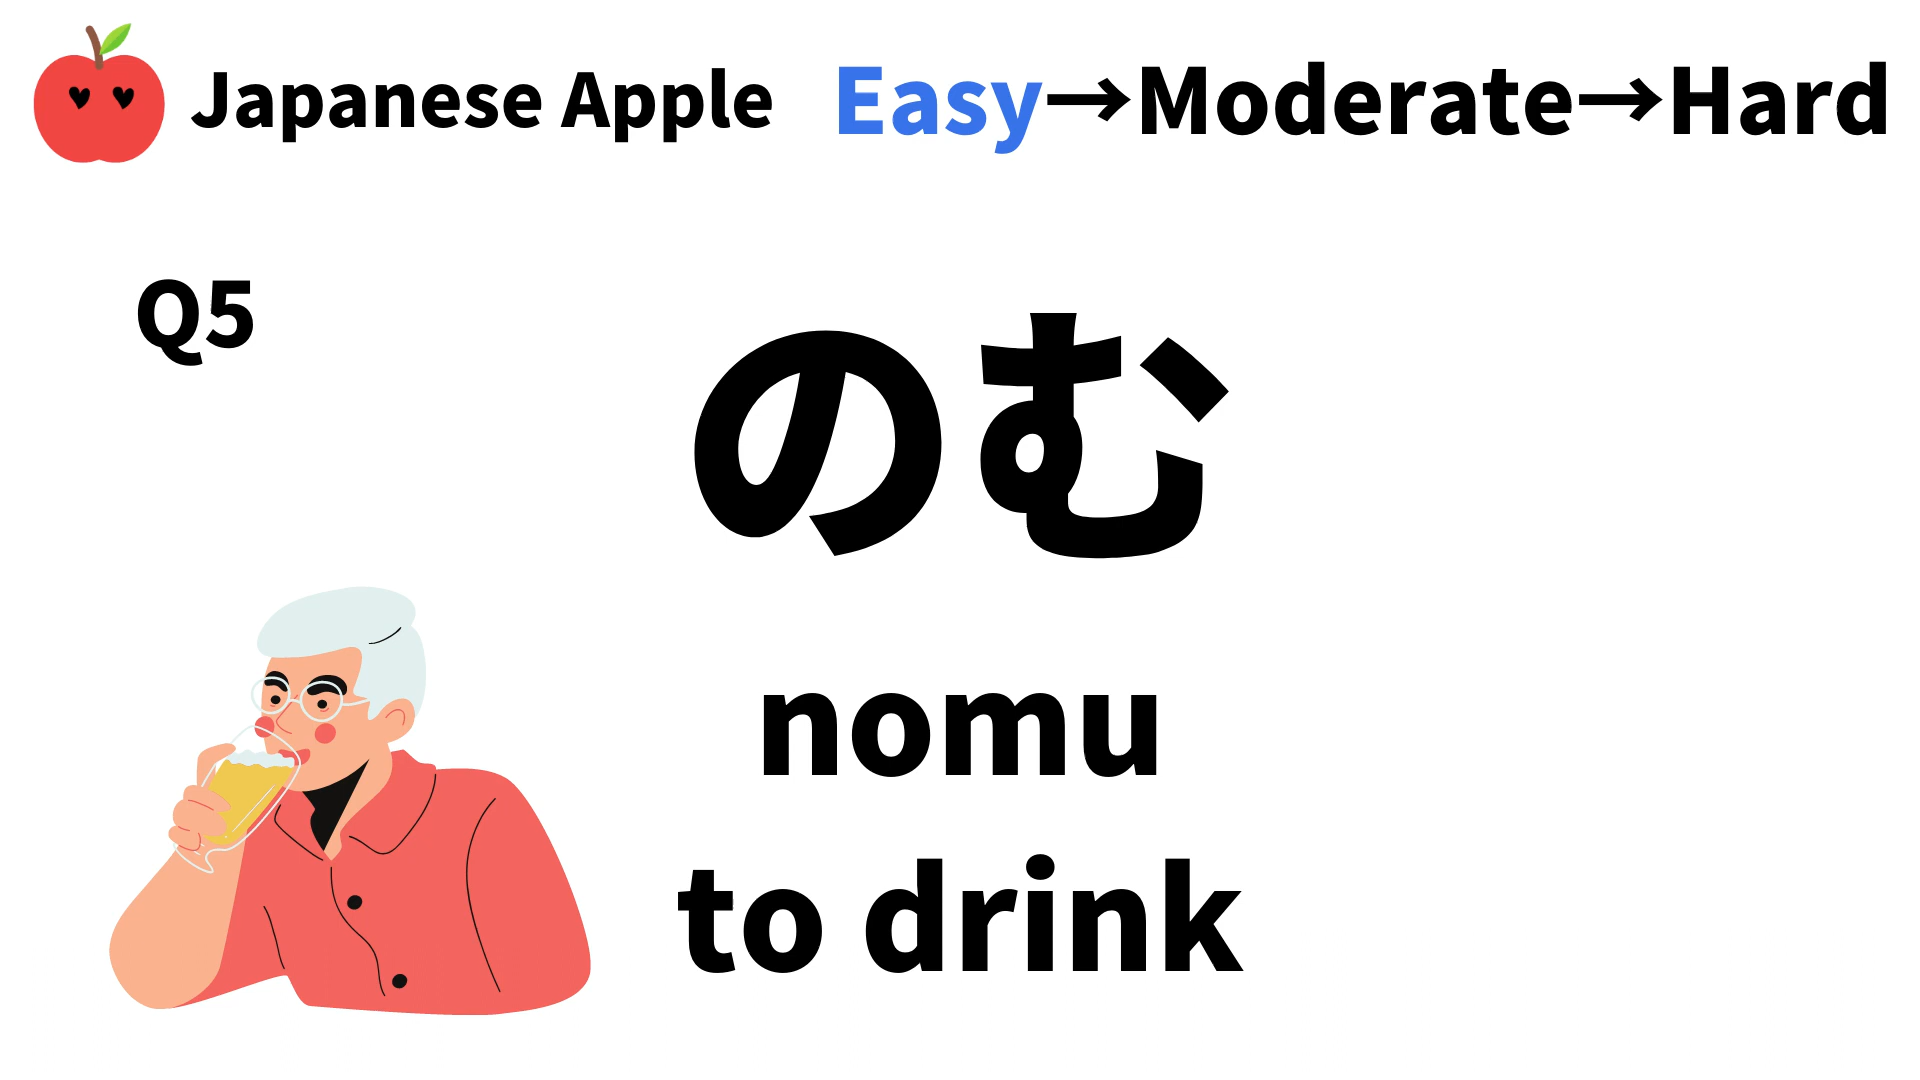 Japanese Apple Easy→Moderate→Hard
Q5
のむ
nomu
to drink